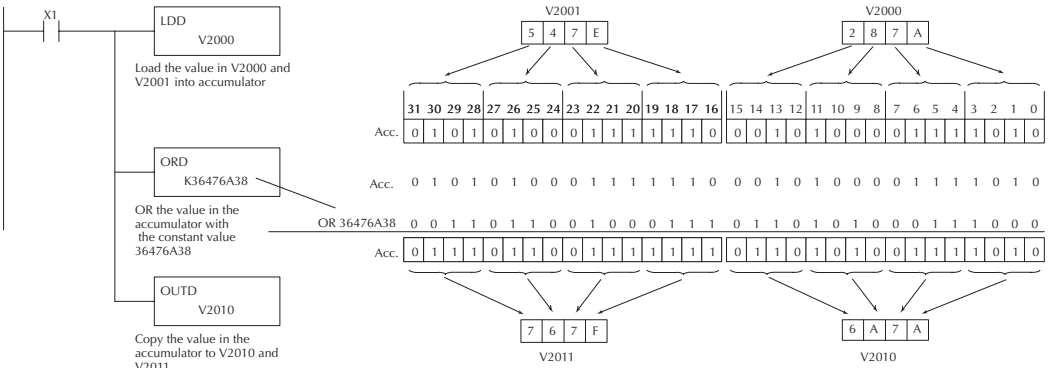 X1
LDD
V2000
Load the value in V2000 and
V2001 into accumulator
ORD
K36476A38
OR the value in the
accumulator with
the constant value
36476A38
OUTD
V2010
Copy the value in the
accumulator to V2010 and
V2011
V2001 V2000
5 4 7 E 2 8 7 A
31 30 29 28 27 26 25 24 23 22 21 20 19 18 17 16 15 14 13 12 11 10 9 8 7 6 5 4 3 2 1 0
Acc. 0 1 0 1 0 1 0 0 0 1 1 1 1 1 1 0 0 0 1 0 1 0 0 0 0 1 1 1 1 0 1 0
Acc. 0 1 0 1 0 1 0 0 0 1 1 1 1 1 1 0 0 0 1 0 1 0 0 0 0 1 1 1 1 0 1 0
OR 36476A38 0 0 1 1 0 1 1 0 0 1 0 0 0 1 1 1 0 1 1 0 1 0 1 0 0 0 1 1 1 0 0 0
Acc. 0 1 1 1 0 1 1 0 0 1 1 1 1 1 1 1 0 1 1 0 1 0 1 0 0 1 1 1 1 0 1 0
7 6 7 F 6 A 7 A
V2011 V2010